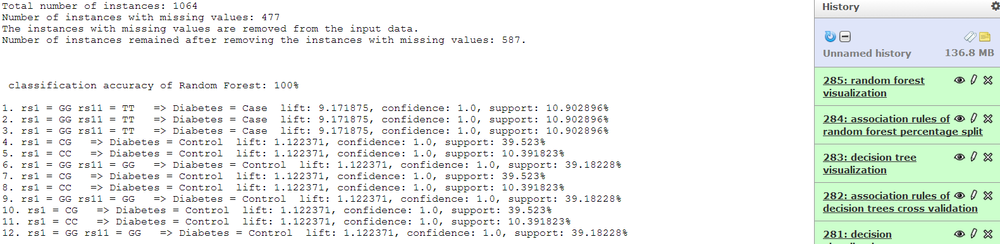 Total number of instances: 1064
Number of instances with missing values: 477
The instances with missing values are removed from the input data.
Number of instances remained after removing the instances with missing values: 587.
classification accuracy of Random Forest: 100%
1. rs1 = GG rs11 = TT => Diabetes = Case lift: 9.171875, confidence: 1.0, support: 10.902896%
2. rs1 = GG rs11 = TT => Diabetes = Case lift: 9.171875, confidence: 1.0, support: 10.902896%
3. rs1 = GG rs11 = TT => Diabetes = Case lift: 9.171875, confidence: 1.0, support: 10.902896%
4. rs1 = CG => Diabetes = Control lift: 1.122371, confidence: 1.0, support: 39.523%
5. rs1 = CC => Diabetes = Control lift: 1.122371, confidence: 1.0, support: 10.391823%
6. rs1 = GG rs11 = GG => Diabetes = Control lift: 1.122371, confidence: 1.0, support: 39.18228%
7. rs1 = CG => Diabetes = Control lift: 1.122371, confidence: 1.0, support: 39.523%
8. rs1 = CC => Diabetes = Control lift: 1.122371, confidence: 1.0, support: 10.391823%
9. rs1 = GG rs11 = GG => Diabetes = Control lift: 1.122371, confidence: 1.0, support: 39.18228%
10. rs1 = CG => Diabetes = Control lift: 1.122371, confidence: 1.0, support: 39.523%
11. rs1 = CC => Diabetes = Control lift: 1.122371, confidence: 1.0, support: 10.391823%
12. rs1 = GG rs11 = GG => Diabetes = Control lift: 1.122371, confidence: 1.0, support: 39.18228%
History
Unnamed history 136.8 MB
285: random forest
visualization
284: association rules of
random forest percentage split
283: decision tree
visualization
282: association rules of
decision trees cross validation
281: decision